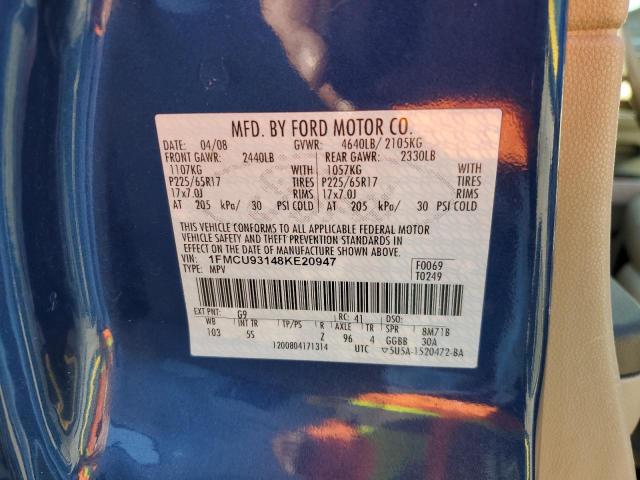 MFD. BY FORD MOTOR CO.
DATE: 04/08 GVWR: 4640LB/ 2105KG
FRONT GAWR: 2440LB REAR GAWR: 2330LB
1107KG WITH 1057KG WITH
P225/65R17 TIRES P225/65R17 TIRES
17x7.0J RIMS 17x7.0J RIMS
AT 205 kPa/ 30 PSI COLD AT 205 kPa/ 30 PSI COLD
THIS VEHICLE CONFORMS TO ALL APPLICABLE FEDERAL MOTOR
VEHICLE SAFETY AND BUMPER AND THEFT PREVENTION STANDARDS IN
EFFECT ON THE DATE OF MANUFACTURE SHOWN ABOVE.
VIN: 1FMCU93148KE20947 F0069
TYPE: MPV T0249
EXT PNT: G9 RC: 41 DSO:
WB INT TR TP/PS R AXLE TR SPR 8M71B
103 5S Z 96 4 GGBB 30A
1200804171314 UTC ▽5U5A-1520472-BA